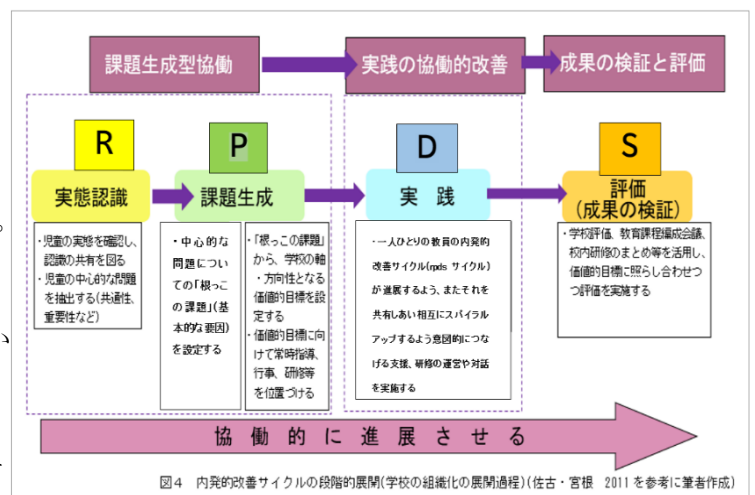 課題生成型協働
実践の協働的改善
成果の検証と評価
R
P
D
S
実態認識
課題生成
実 践
評価
(成果の検証)
・児童の実態を確認し、
認識の共有を図る
・児童の中心的な問題
を抽出する(共通性、
重要性など)
・中心的な
問題につい
ての「根っこ
の課題」(基
本的な要因)
を設定する
・「根っこの課題」
から、学校の軸
・方向性となる
価値的目標を設
定する
・価値的目標に向
けて常時指導、
行事、研修等
を位置づける
・一人ひとりの教員の内発的
改善サイクル(rpds サイクル)
が進展するよう、またそれを
共有しあい相互にスパイラル
アップするよう意図的につな
げる支援、研修の運営や対話
を実施する
・学校評価、教育課程編成会議、
校内研修のまとめ等を活用し、
価値的目標に照らし合わせつ
つ評価を実施する
協 働 的 に 進 展 さ せ る
図4 内発的改善サイクルの段階的展開(学校の組織化の展開過程)(佐古・宮根 2011 を参考に筆者作成)